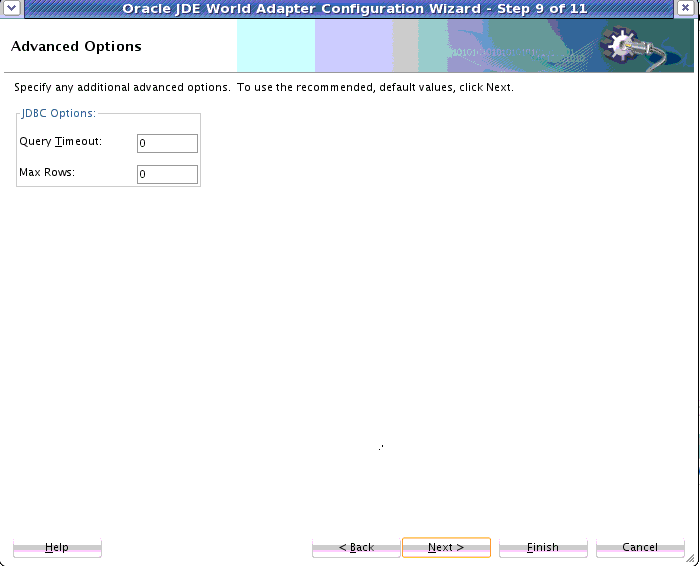 Oracle JDE World Adapter Configuration Wizard - Step 9 of 11
Advanced Options
Specify any additional advanced options. To use the recommended, default values, click Next.
JDBC Options:
Query Timeout: 0
Max Rows: 0
Help < Back Next > Finish Cancel